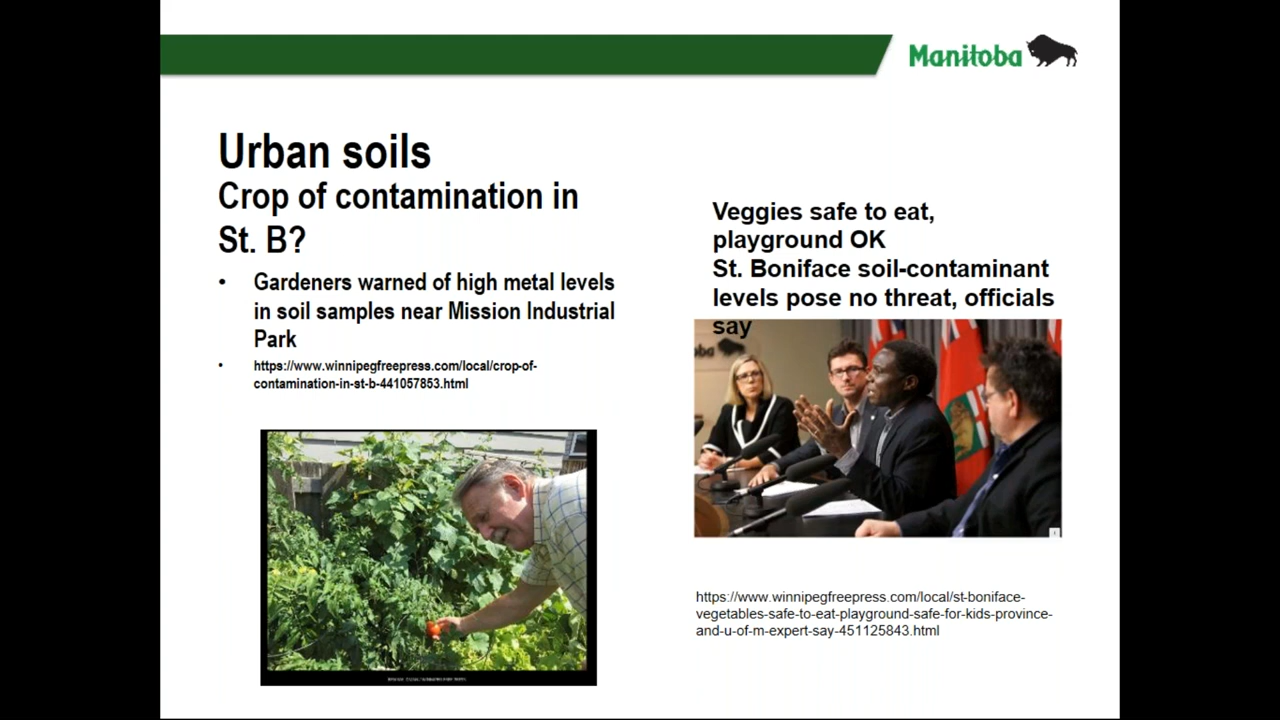 Manitoba
Urban soils
Crop of contamination in
St. B?
• Gardeners warned of high metal levels
in soil samples near Mission Industrial
Park
• https://www.winnipegfreepress.com/local/crop-of-
contamination-in-st-b-441057853.html
Veggies safe to eat,
playground OK
St. Boniface soil-contaminant
levels pose no threat, officials
say
https://www.winnipegfreepress.com/local/st-boniface-
vegetables-safe-to-eat-playground-safe-for-kids-province-
and-u-of-m-expert-say-451125843.html